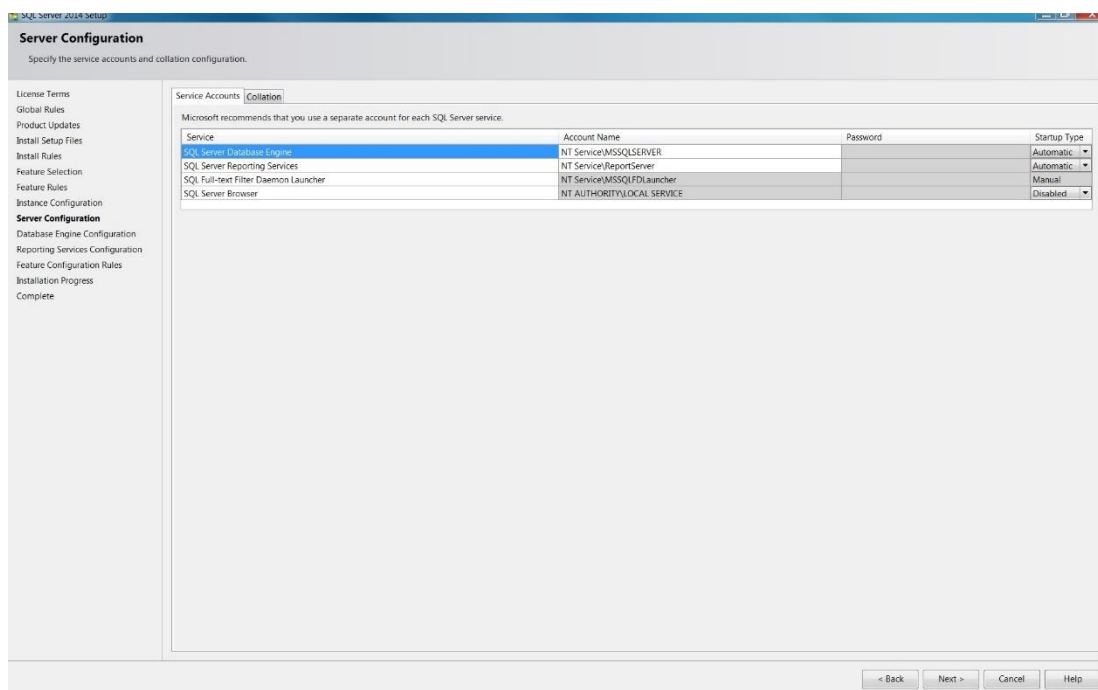 SQL Server 2014 Setup
Server Configuration
Specify the service accounts and collation configuration.
License Terms
Global Rules
Product Updates
Install Setup Files
Install Rules
Feature Selection
Feature Rules
Instance Configuration
Server Configuration
Database Engine Configuration
Reporting Services Configuration
Feature Configuration Rules
Installation Progress
Complete
Service Accounts Collation
Microsoft recommends that you use a separate account for each SQL Server service.
Service Account Name Password Startup Type
SQL Server Database Engine NT Service\MSSQLSERVER Automatic
SQL Server Reporting Services NT Service\ReportServer Automatic
SQL Full-text Filter Daemon Launcher NT Service\MSSQLFDLauncher Manual
SQL Server Browser NT AUTHORITY\LOCAL SERVICE Disabled
< Back Next > Cancel Help